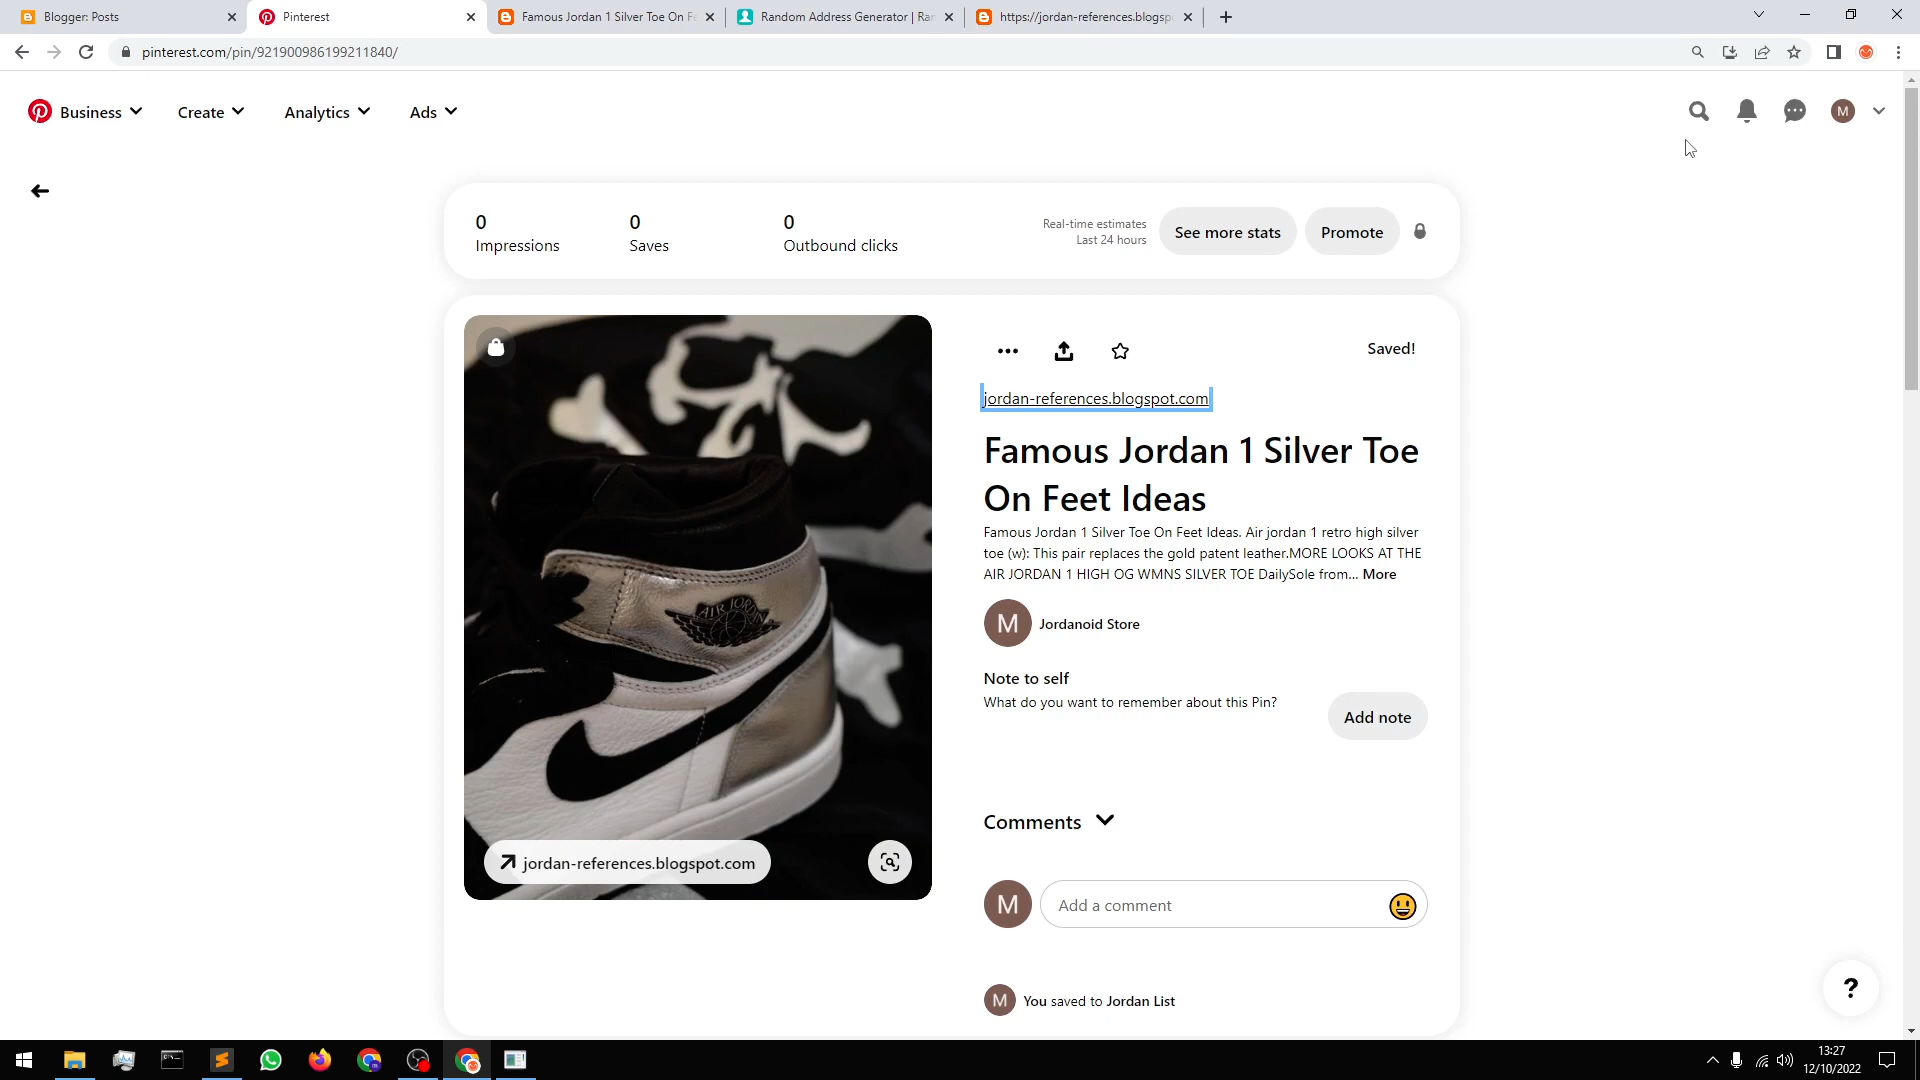 Blogger: Posts
Pinterest
Famous Jordan 1 Silver Toe On Fe
Random Address Generator | Ra
https://jordan-references.blogsp
pinterest.com/pin/921900986199211840/
Business
Create
Analytics
Ads
M
0
Impressions
0
Saves
0
Outbound clicks
Real-time estimates
Last 24 hours
See more stats
Promote
Saved!
jordan-references.blogspot.com
Famous Jordan 1 Silver Toe
On Feet Ideas
Famous Jordan 1 Silver Toe On Feet Ideas. Air jordan 1 retro high silver
toe (w): This pair replaces the gold patent leather.MORE LOOKS AT THE
AIR JORDAN 1 HIGH OG WMNS SILVER TOE DailySole from... More
M
Jordanoid Store
Note to self
What do you want to remember about this Pin?
Add note
AIR JORDAN
jordan-references.blogspot.com
Comments
M
Add a comment
M
You saved to Jordan List
?
13:27
12/10/2022